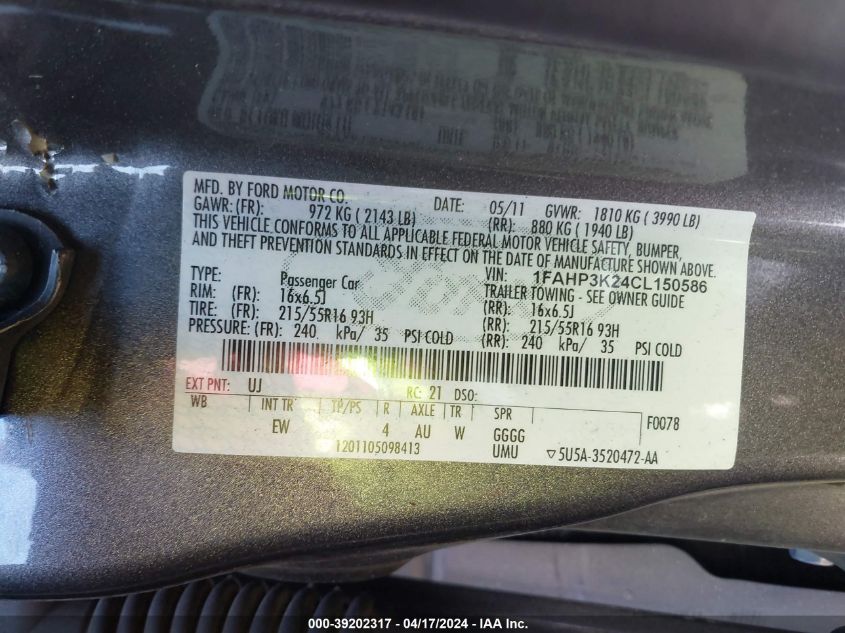 MFD. BY FORD MOTOR CO.
DATE: 05/11 GVWR: 1810 KG ( 3990 LB)
GAWR: (FR): 972 KG ( 2143 LB) (RR): 880 KG ( 1940 LB)
THIS VEHICLE CONFORMS TO ALL APPLICABLE FEDERAL MOTOR VEHICLE SAFETY, BUMPER,
AND THEFT PREVENTION STANDARDS IN EFFECT ON THE DATE OF MANUFACTURE SHOWN ABOVE.
VIN: 1FAHP3K24CL150586
TYPE: Passenger Car TRAILER TOWING - SEE OWNER GUIDE
RIM: (FR): 16x6.5J (RR): 16x6.5J
TIRE: (FR): 215/55R16 93H (RR): 215/55R16 93H
PRESSURE: (FR): 240 kPa/ 35 PSI COLD (RR): 240 kPa/ 35 PSI COLD
EXT PNT: UJ RC: 21 DSO:
WB INT TR TP/PS R AXLE TR SPR F0078
EW 4 AU W GGGG
1201105098413 UMU ▽5U5A-3520472-AA
000-39202317 - 04/17/2024 - IAA Inc.